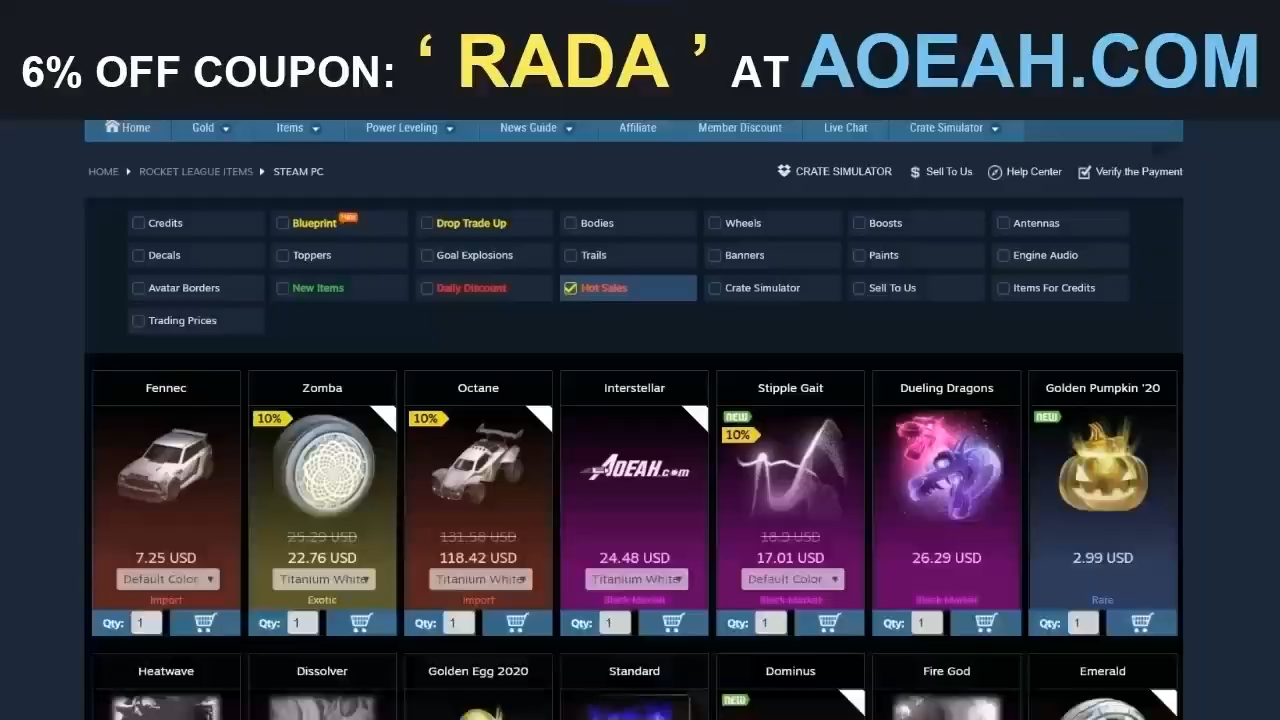 6% OFF COUPON: ‘ RADA ’ AT AOEAH.COM
Home Gold Items Power Leveling News Guide Affiliate Member Discount Live Chat Crate Simulator
HOME ROCKET LEAGUE ITEMS STEAM PC CRATE SIMULATOR $ Sell To Us Help Center Verify the Payment
Credits Blueprint New Drop Trade Up Bodies Wheels Boosts Antennas
Decals Toppers Goal Explosions Trails Banners Paints Engine Audio
Avatar Borders New Items Daily Discount Hot Sales Crate Simulator Sell To Us Items For Credits
Trading Prices
Fennec Zomba Octane Interstellar Stipple Gait Dueling Dragons Golden Pumpkin '20
10% 10% NEW NEW
10%
AOEAH.COM
25.29 USD 131.58 USD 18.9 USD
7.25 USD 22.76 USD 118.42 USD 24.48 USD 17.01 USD 26.29 USD 2.99 USD
Default Color Titanium White Titanium White Titanium White Default Color
Import Exotic Import Black Market Black Market Black Market Rare
Qty: 1 Qty: 1 Qty: 1 Qty: 1 Qty: 1 Qty: 1 Qty: 1
Heatwave Dissolver Golden Egg 2020 Standard Dominus Fire God Emerald
NEW